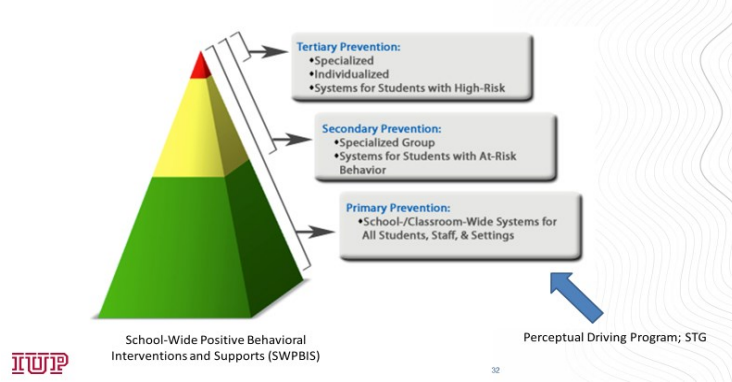 Tertiary Prevention:
•Specialized
•Individualized
•Systems for Students with High-Risk
Secondary Prevention:
•Specialized Group
•Systems for Students with At-Risk
Behavior
Primary Prevention:
•School-/Classroom-Wide Systems for
All Students, Staff, & Settings
Perceptual Driving Program; STG
School-Wide Positive Behavioral
Interventions and Supports (SWPBIS)
IUP
32